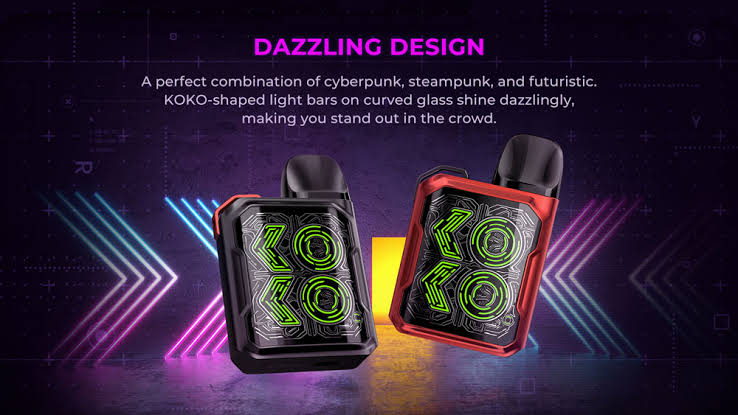 DAZZLING DESIGN
A perfect combination of cyberpunk, steampunk, and futuristic.
KOKO-shaped light bars on curved glass shine dazzlingly,
making you stand out in the crowd.
KO
KO
KO
KO
R